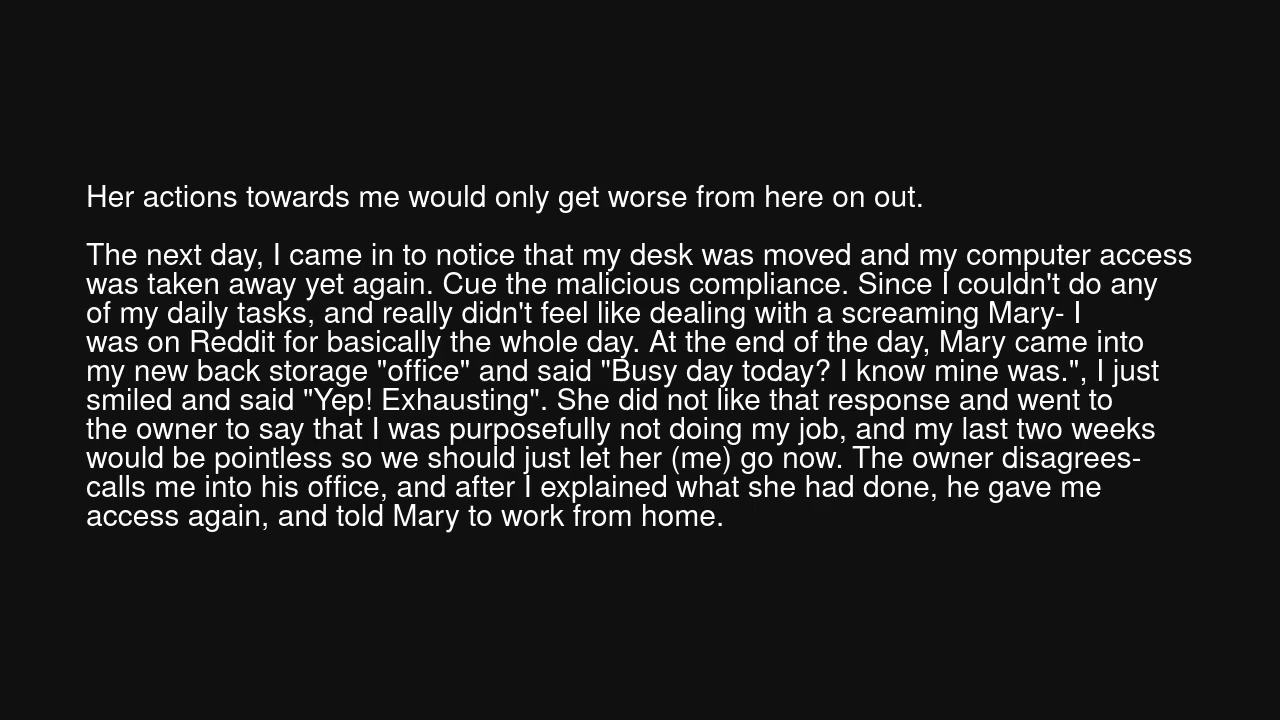 Her actions towards me would only get worse from here on out.
The next day, I came in to notice that my desk was moved and my computer access
was taken away yet again. Cue the malicious compliance. Since I couldn't do any
of my daily tasks, and really didn't feel like dealing with a screaming Mary- I
was on Reddit for basically the whole day. At the end of the day, Mary came into
my new back storage "office" and said "Busy day today? I know mine was.", I just
smiled and said "Yep! Exhausting". She did not like that response and went to
the owner to say that I was purposefully not doing my job, and my last two weeks
would be pointless so we should just let her (me) go now. The owner disagrees-
calls me into his office, and after I explained what she had done, he gave me
access again, and told Mary to work from home.